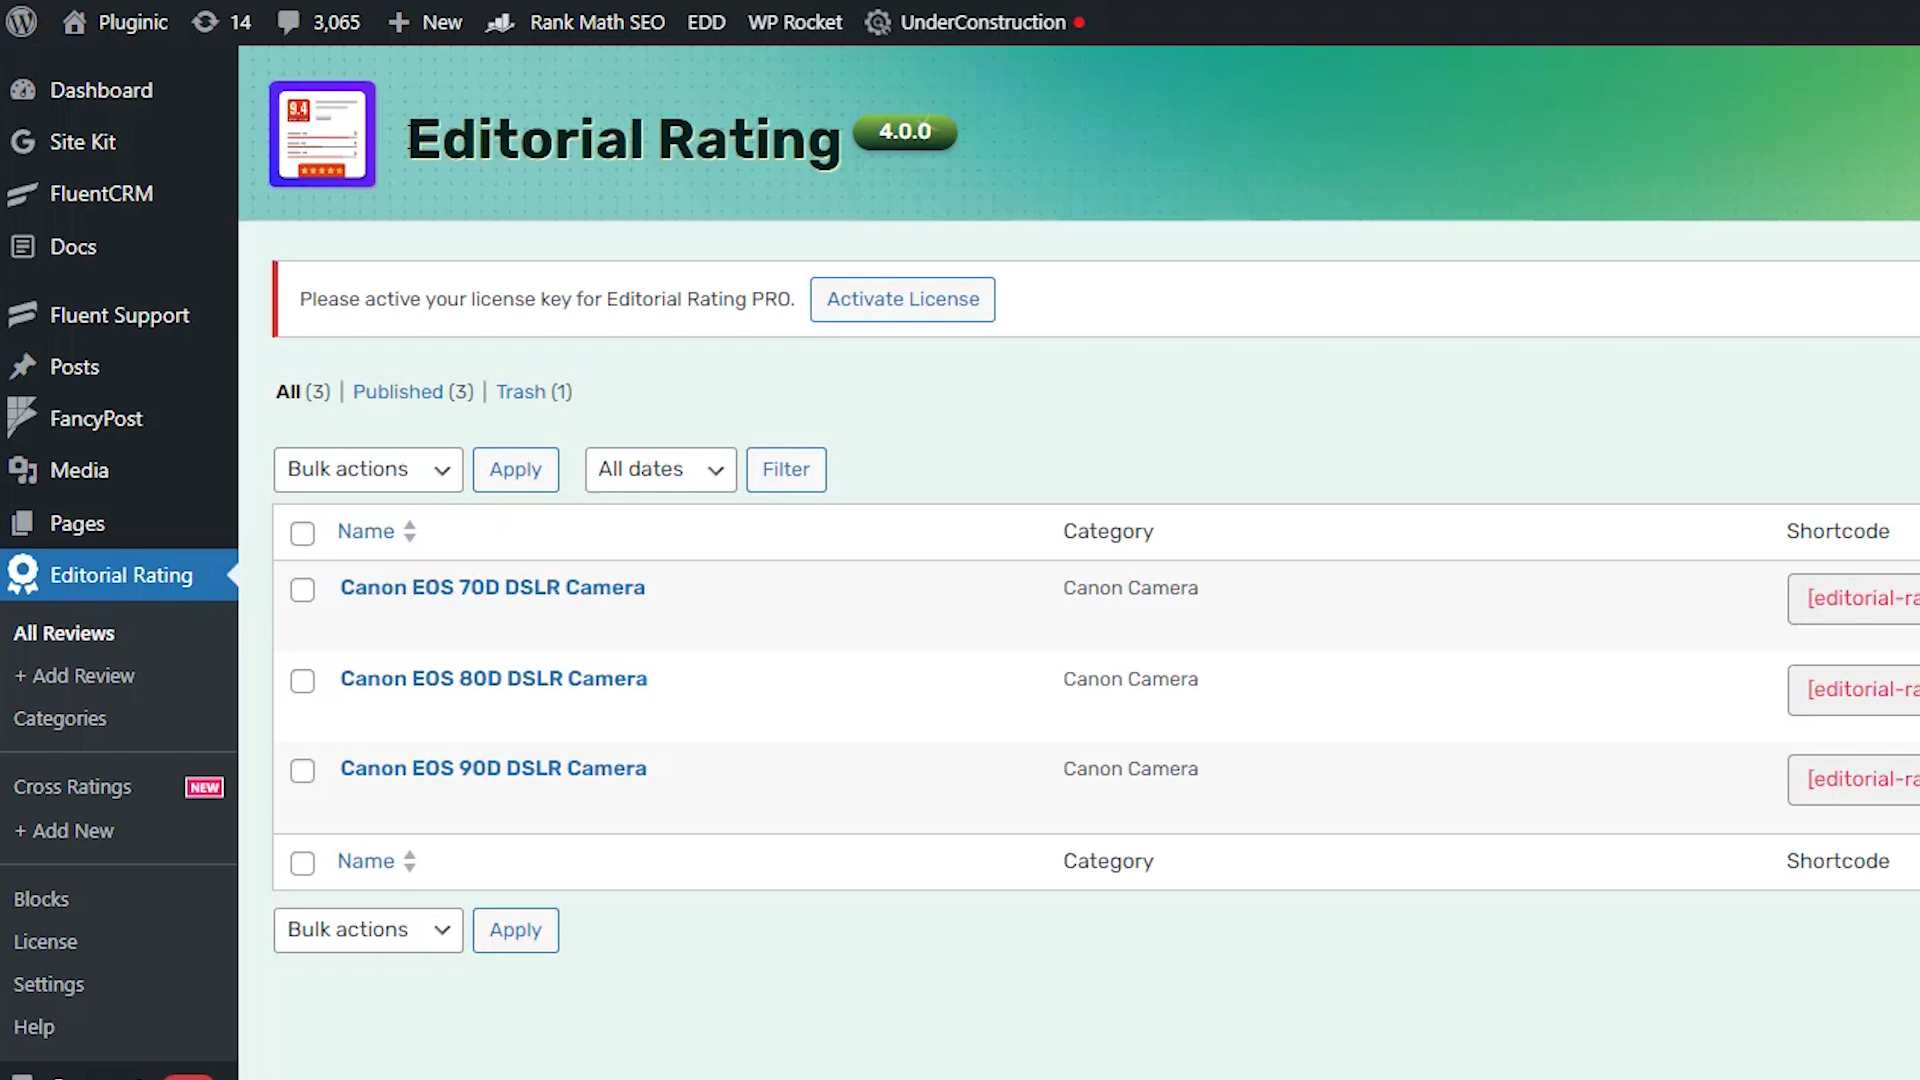 Pluginic 14 3,065 New Rank Math SEO EDD WP Rocket UnderConstruction
Dashboard
Site Kit
FluentCRM
Docs
Fluent Support
Posts
FancyPost
Media
Pages
Editorial Rating
All Reviews
+ Add Review
Categories
Cross Ratings NEW
+ Add New
Blocks
License
Settings
Help
9.4
Editorial Rating 4.0.0
Please active your license key for Editorial Rating PRO. Activate License
All (3) | Published (3) | Trash (1)
Bulk actions Apply All dates Filter
Name Category Shortcode
Canon EOS 70D DSLR Camera Canon Camera [editorial-ra
Canon EOS 80D DSLR Camera Canon Camera [editorial-ra
Canon EOS 90D DSLR Camera Canon Camera [editorial-ra
Name Category Shortcode
Bulk actions Apply